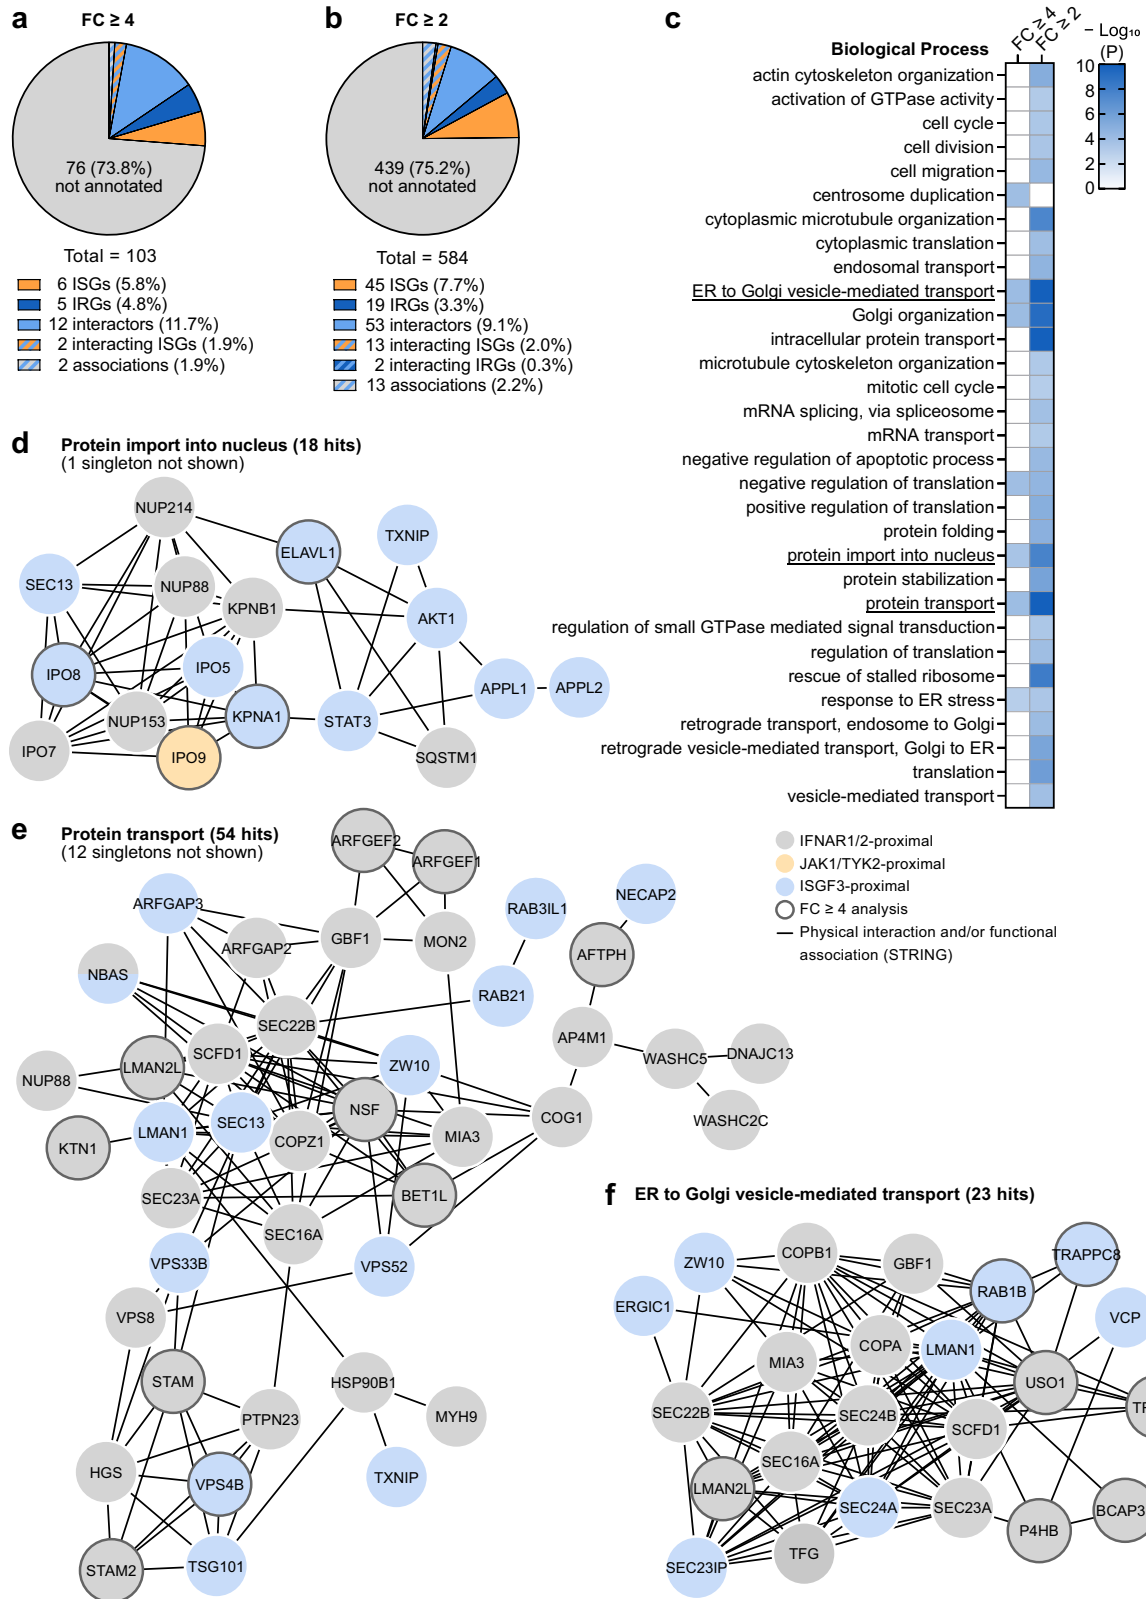 a
FC ≥ 4
76 (73.8%)
not annotated
Total = 103
6 ISGs (5.8%)
5 IRGs (4.8%)
12 interactors (11.7%)
2 interacting ISGs (1.9%)
2 associations (1.9%)
b
FC ≥ 2
439 (75.2%)
not annotated
Total = 584
45 ISGs (7.7%)
19 IRGs (3.3%)
53 interactors (9.1%)
13 interacting ISGs (2.0%)
2 interacting IRGs (0.3%)
13 associations (2.2%)
c
Biological Process
FC ≥ 4
FC ≥ 2
– Log₁₀
(P)
10
8
6
4
2
0
actin cytoskeleton organization
activation of GTPase activity
cell cycle
cell division
cell migration
centrosome duplication
cytoplasmic microtubule organization
cytoplasmic translation
endosomal transport
ER to Golgi vesicle-mediated transport
Golgi organization
intracellular protein transport
microtubule cytoskeleton organization
mitotic cell cycle
mRNA splicing, via spliceosome
mRNA transport
negative regulation of apoptotic process
negative regulation of translation
positive regulation of translation
protein folding
protein import into nucleus
protein stabilization
protein transport
regulation of small GTPase mediated signal transduction
regulation of translation
rescue of stalled ribosome
response to ER stress
retrograde transport, endosome to Golgi
retrograde vesicle-mediated transport, Golgi to ER
translation
vesicle-mediated transport
d
Protein import into nucleus (18 hits)
(1 singleton not shown)
NUP214
ELAVL1
TXNIP
SEC13
NUP88
KPNB1
AKT1
IPO8
IPO5
APPL1
APPL2
NUP153
KPNA1
STAT3
IPO7
IPO9
SQSTM1
e
Protein transport (54 hits)
(12 singletons not shown)
ARFGEF2
ARFGEF1
ARFGAP3
RAB3IL1
NECAP2
ARFGAP2
GBF1
MON2
AFTPH
NBAS
RAB21
SEC22B
AP4M1
SCFD1
LMAN2L
ZW10
WASHC5
DNAJC13
NUP88
NSF
COG1
WASHC2C
KTN1
LMAN1
SEC13
COPZ1
MIA3
SEC23A
BET1L
SEC16A
VPS33B
VPS52
VPS8
STAM
HSP90B1
PTPN23
MYH9
HGS
VPS4B
TXNIP
STAM2
TSG101
IFNAR1/2-proximal
JAK1/TYK2-proximal
ISGF3-proximal
FC ≥ 4 analysis
Physical interaction and/or functional
association (STRING)
f
ER to Golgi vesicle-mediated transport (23 hits)
ZW10
COPB1
GBF1
TRAPPC8
ERGIC1
RAB1B
VCP
MIA3
COPA
LMAN1
USO1
SEC22B
SEC24B
SCFD1
SEC16A
LMAN2L
SEC24A
SEC23A
P4HB
BCAP3
SEC23IP
TFG